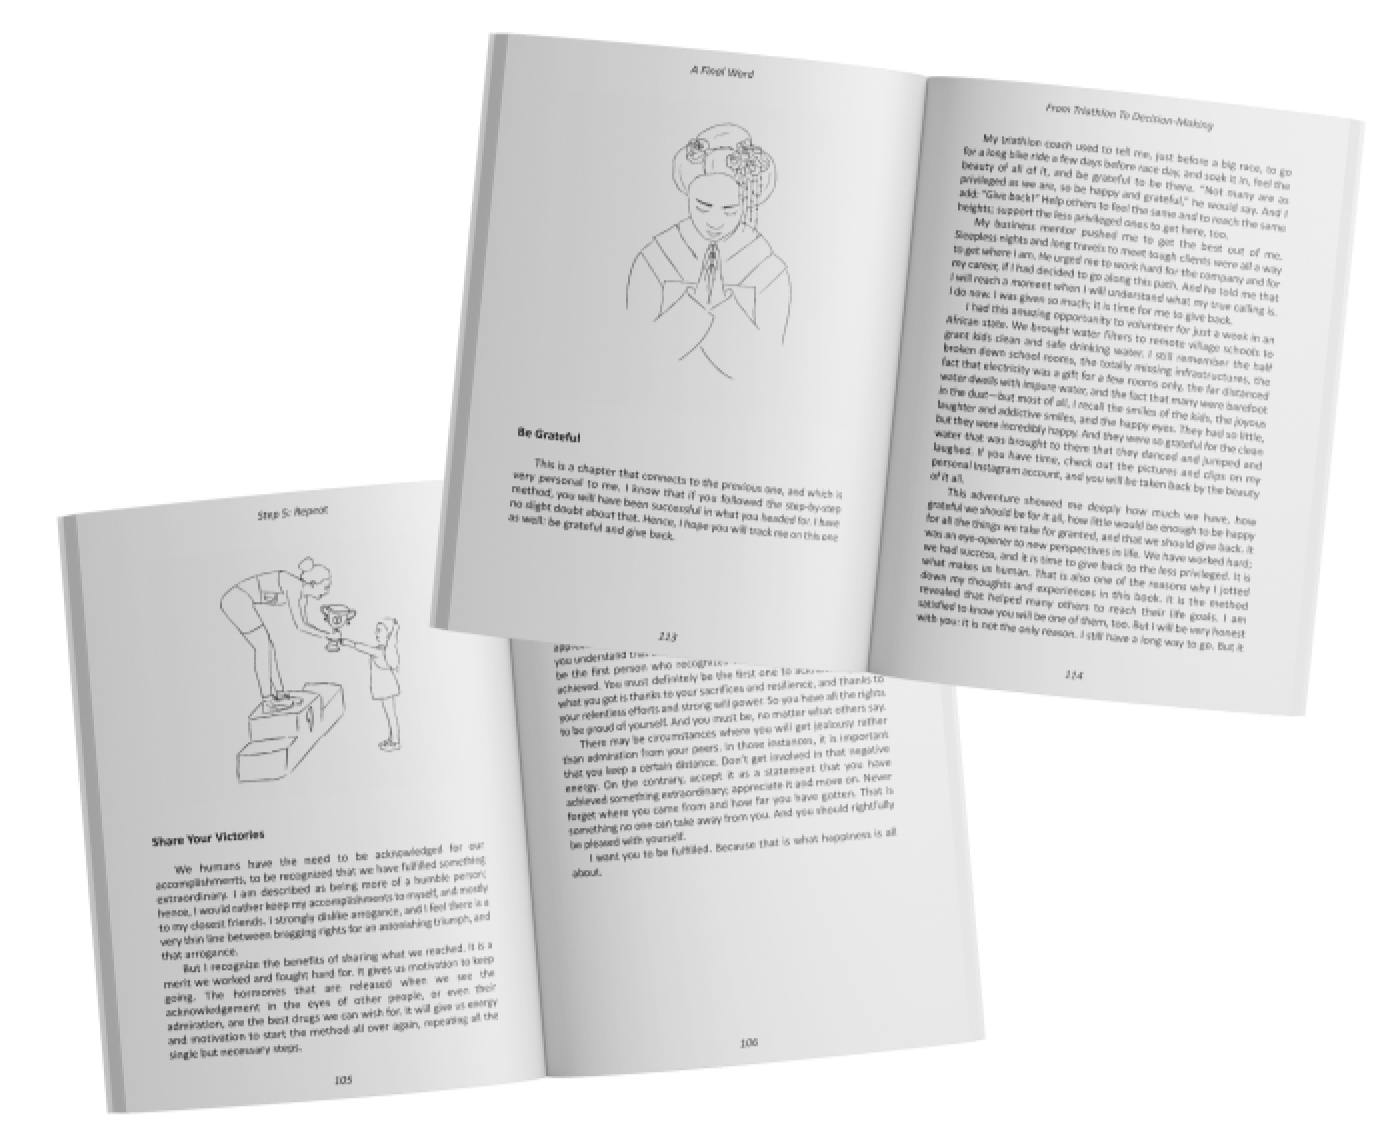 A Final Word
Be Grateful
This is a chapter that connects to the previous one, and which is
very personal to me. I know that if you followed the step-by-step
method, you will have been successful in what you headed for. I have
no slight doubt about that. Hence, I hope you will track me on this one
as well: be grateful and give back.
113
From Triathlon To Decision-Making
My triathlon coach used to tell me, just before a big race, to go
for a long bike ride a few days before race day, and soak it in, feel the
beauty of all of it, and be grateful to be there. "Not many are as
privileged as we are, so be happy and grateful," he would say. And I
add: "Give back!" Help others to feel the same and to reach the same
heights; support the less privileged ones to get here, too.
My business mentor pushed me to get the best out of me.
Sleepless nights and long travels to meet tough clients were all a way
to get where I am. He urged me to work hard for the company and for
my career, if I had decided to go along this path. And he told me that
I will reach a moment when I will understand what my true calling is.
I do now. I was given so much; it is time for me to give back.
I had this amazing opportunity to volunteer for just a week in an
African state. We brought water filters to remote village schools to
grant kids clean and safe drinking water. I still remember the half
broken down school rooms, the totally missing infrastructures, the
fact that electricity was a gift for a few rooms only, the far distanced
water dwells with impure water, and the fact that many were barefoot
in the dust—but most of all, I recall the smiles of the kids, the joyous
laughter and addictive smiles, and the happy eyes. They had so little,
but they were incredibly happy. And they were so grateful for the clean
water that was brought to them that they danced and jumped and
laughed. If you have time, check out the pictures and clips on my
personal Instagram account, and you will be taken back by the beauty
of it all.
This adventure showed me deeply how much we have, how
grateful we should be for it all, how little would be enough to be happy
for all the things we take for granted, and that we should give back. It
was an eye-opener to new perspectives in life. We have worked hard;
we had success, and it is time to give back to the less privileged. It is
what makes us human. That is also one of the reasons why I jotted
down my thoughts and experiences in this book. It is the method
revealed that helped many others to reach their life goals. I am
satisfied to know you will be one of them, too. But I will be very honest
with you: it is not the only reason. I still have a long way to go. But it
114
Step 5: Repeat
1
Share Your Victories
We humans have the need to be acknowledged for our
accomplishments, to be recognized that we have fulfilled something
extraordinary. I am described as being more of a humble person;
hence, I would rather keep my accomplishments to myself, and mostly
to my closest friends. I strongly dislike arrogance, and I feel there is a
very thin line between bragging rights for an astonishing triumph, and
that arrogance.
But I recognize the benefits of sharing what we reached. It is a
merit we worked and fought hard for. It gives us motivation to keep
going. The hormones that are released when we see the
acknowledgement in the eyes of other people, or even their
admiration, are the best drugs we can wish for. It will give us energy
and motivation to start the method all over again, repeating all the
single but necessary steps.
105
you understand
be the first person who
achieved. You must definitely be the first one to
what you got is thanks to your sacrifices and resilience, and thanks to
your relentless efforts and strong will power. So you have all the rights
to be proud of yourself. And you must be, no matter what others say.
There may be circumstances where you will get jealousy rather
than admiration from your peers. In those instances, it is important
that you keep a certain distance. Don't get involved in that negative
energy. On the contrary, accept it as a statement that you have
achieved something extraordinary; appreciate it and move on. Never
forget where you came from and how far you have gotten. That is
something no one can take away from you. And you should rightfully
be pleased with yourself.
I want you to be fulfilled. Because that is what happiness is all
about.
106